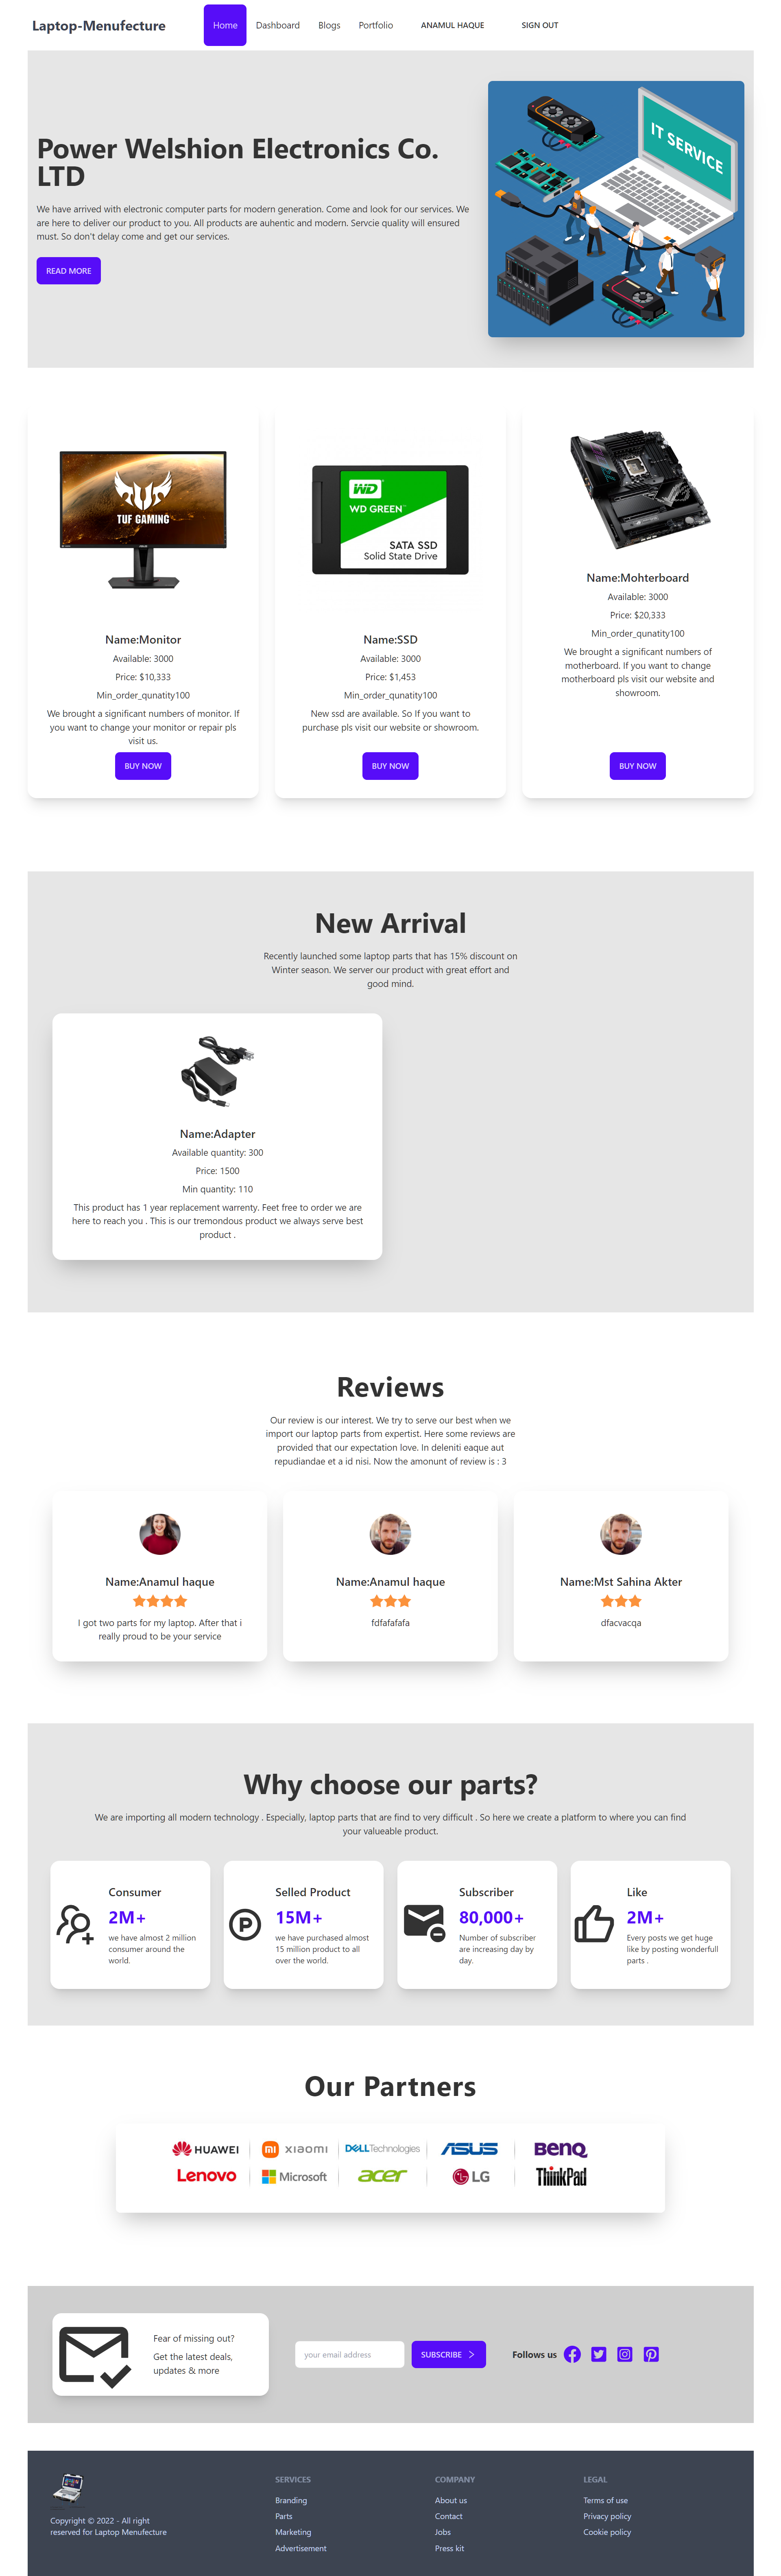 Laptop-Menufecture
Home
Dashboard
Blogs
Portfolio
ANAMUL HAQUE
SIGN OUT
Power Welshion Electronics Co.
LTD
We have arrived with electronic computer parts for modern generation. Come and look for our services. We
are here to deliver our product to you. All products are auhentic and modern. Servcie quality will ensured
must. So don't delay come and get our services.
READ MORE
IT SERVICE
TUF GAMING
Name:Monitor
Available: 3000
Price: $10,333
Min_order_qunatity100
We brought a significant numbers of monitor. If
you want to change your monitor or repair pls
visit us.
BUY NOW
WD
WD GREEN
SATA SSD
Solid State Drive
Name:SSD
Available: 3000
Price: $1,453
Min_order_qunatity100
New ssd are available. So If you want to
purchase pls visit our website or showroom.
BUY NOW
Name:Mohterboard
Available: 3000
Price: $20,333
Min_order_qunatity100
We brought a significant numbers of
motherboard. If you want to change
motherboard pls visit our website and
showroom.
BUY NOW
New Arrival
Recently launched some laptop parts that has 15% discount on
Winter season. We server our product with great effort and
good mind.
Name:Adapter
Available quantity: 300
Price: 1500
Min quantity: 110
This product has 1 year replacement warrenty. Feel free to order we are
here to reach you . This is our tremondous product we always serve best
product .
Reviews
Our review is our interest. We try to serve our best when we
import our laptop parts from expertist. Here some reviews are
provided that our expectation love. In deleniti eaque aut
repudiandae et a id nisi. Now the amonunt of review is : 3
Name:Anamul haque
I got two parts for my laptop. After that i
really proud to be your service
Name:Anamul haque
fdfafafafa
Name:Mst Sahina Akter
dfacvacqa
Why choose our parts?
We are importing all modern technology . Especially, laptop parts that are find to very difficult . So here we create a platform to where you can find
your valueable product.
Consumer
2M+
we have almost 2 million
consumer around the
world.
Selled Product
15M+
we have purchased almost
15 million product to all
over the world.
Subscriber
80,000+
Number of subscriber
are increasing day by
day.
Like
2M+
Every posts we get huge
like by posting wonderfull
parts .
Our Partners
HUAWEI
xiaomi
DELLTechnologies
ASUS
BenQ
Lenovo
Microsoft
acer
LG
ThinkPad
Fear of missing out?
Get the latest deals,
updates & more
your email address
SUBSCRIBE
Follows us
Copyright © 2022 - All right
reserved for Laptop Menufecture
SERVICES
Branding
Parts
Marketing
Advertisement
COMPANY
About us
Contact
Jobs
Press kit
LEGAL
Terms of use
Privacy policy
Cookie policy